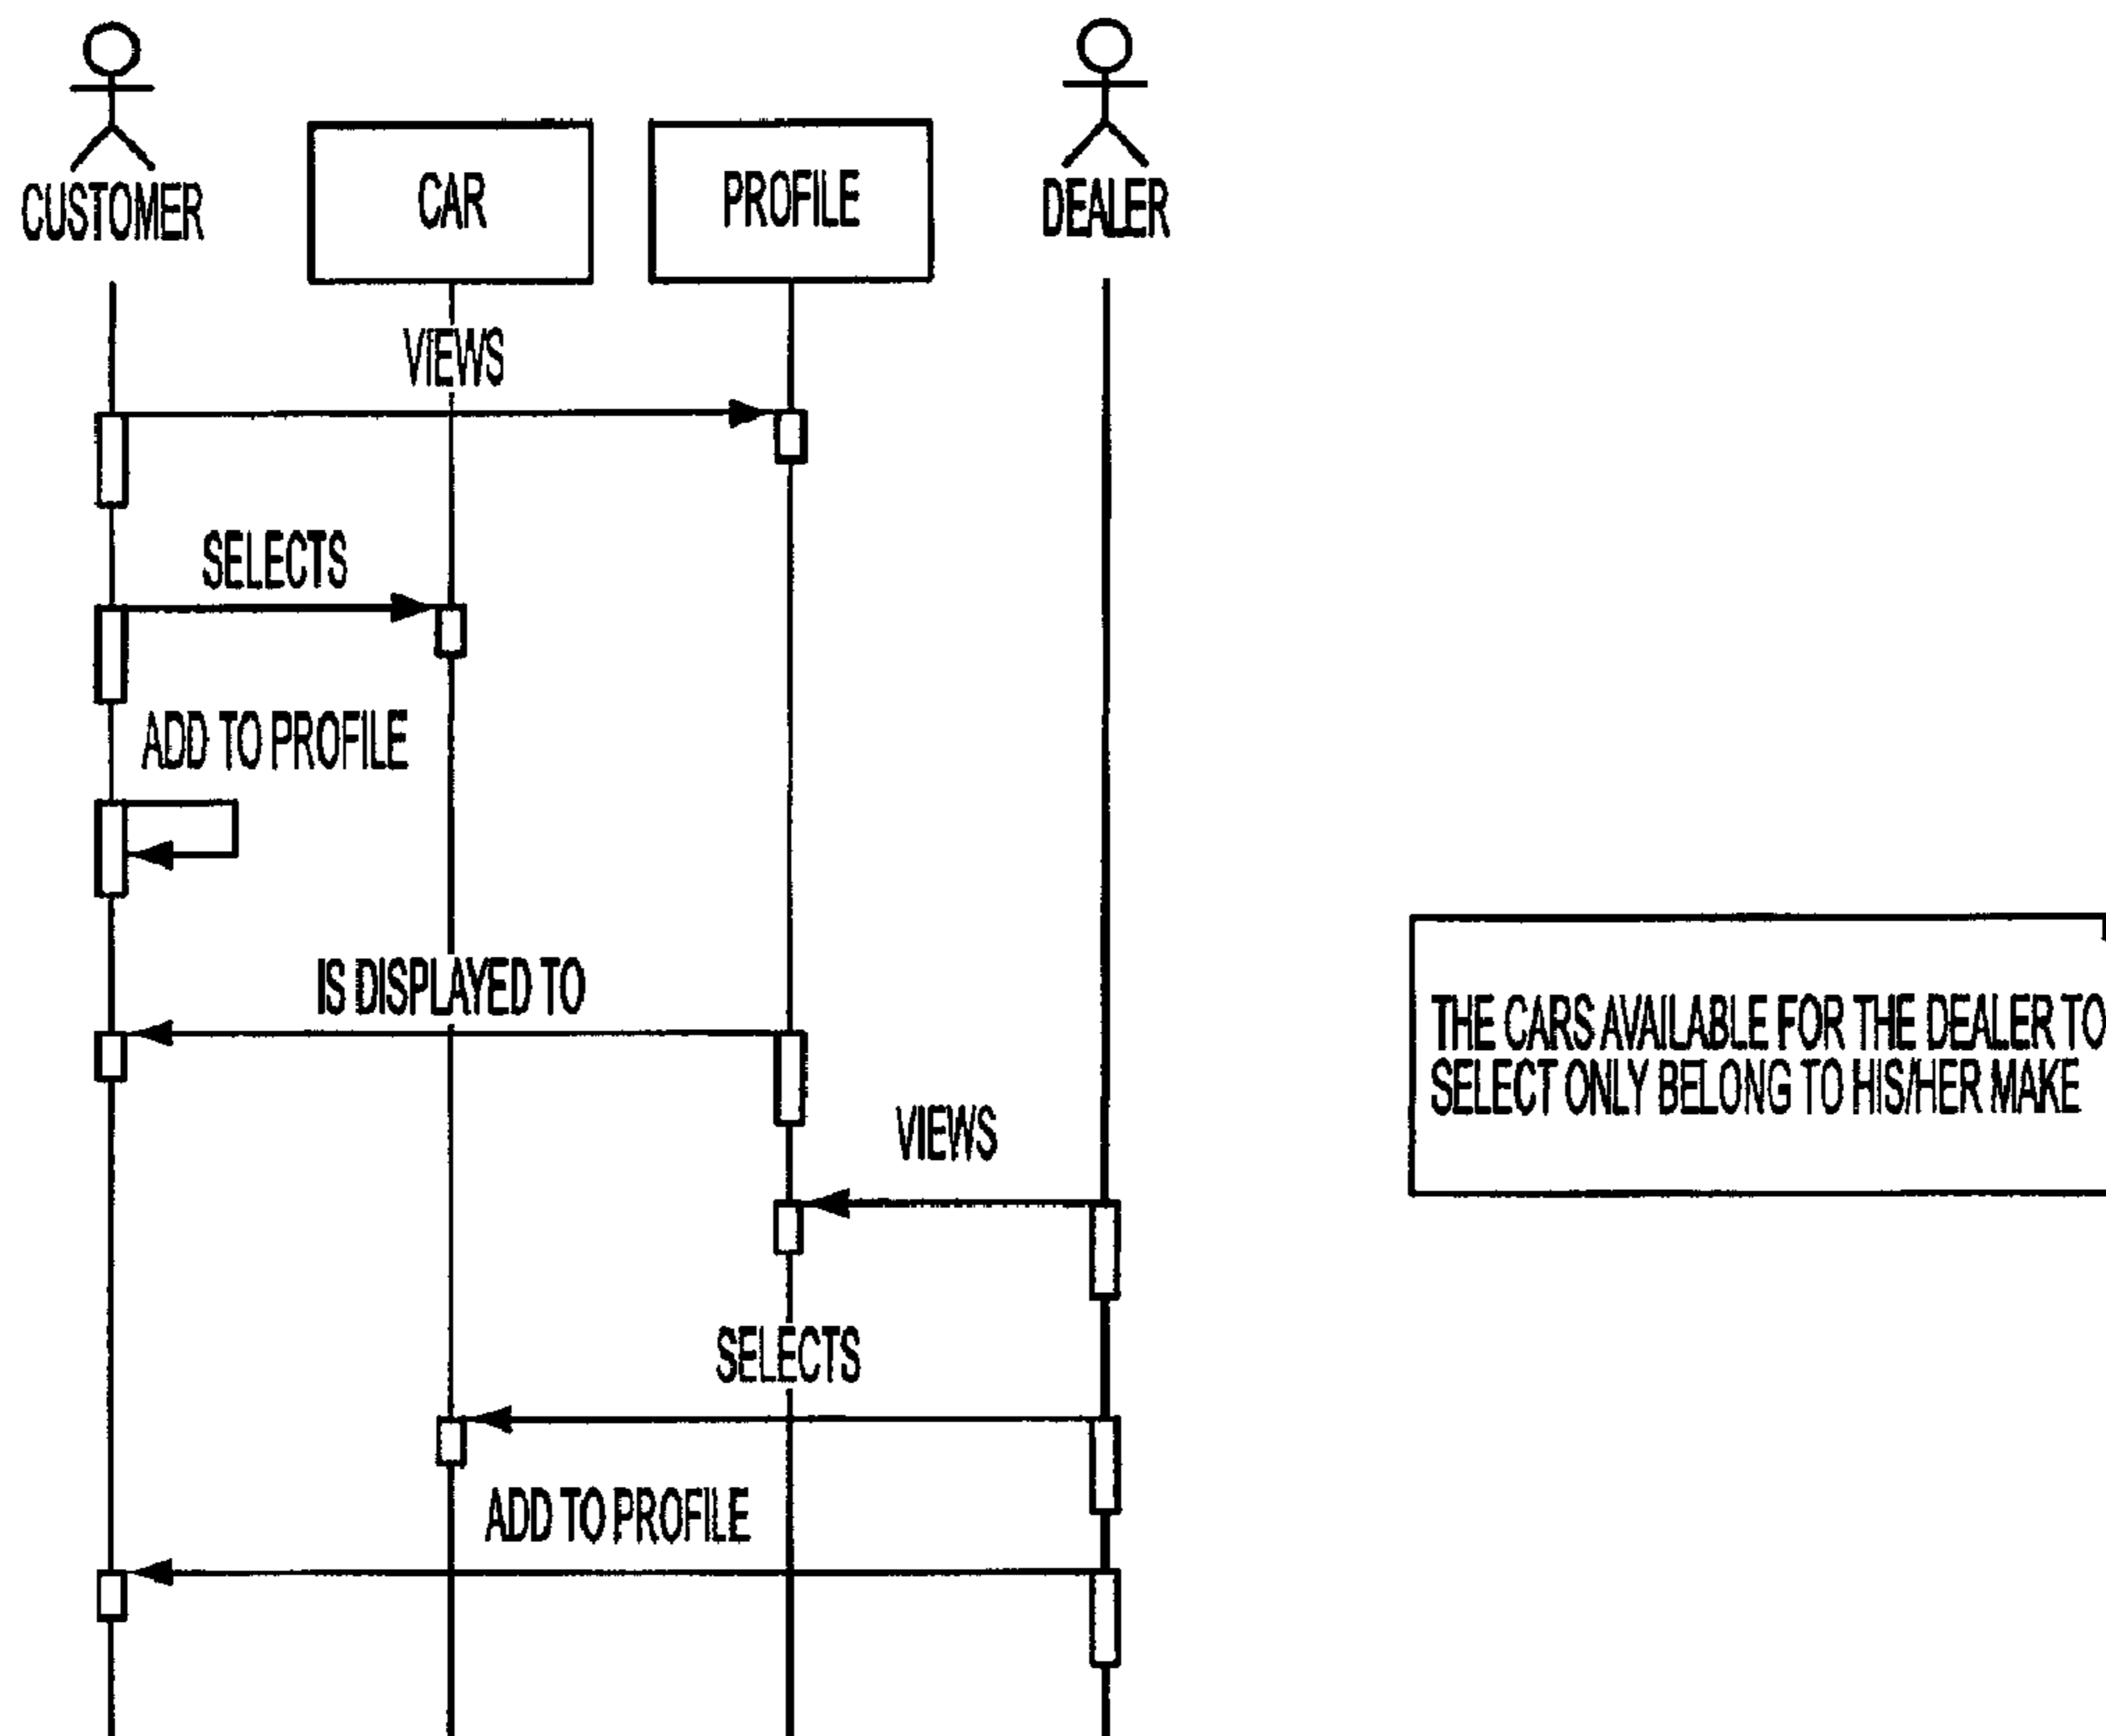 CUSTOMER
CAR
PROFILE
DEALER
VIEWS
SELECTS
ADD TO PROFILE
IS DISPLAYED TO
THE CARS AVAILABLE FOR THE DEALER TO
SELECT ONLY BELONG TO HIS/HER MAKE
VIEWS
SELECTS
ADD TO PROFILE